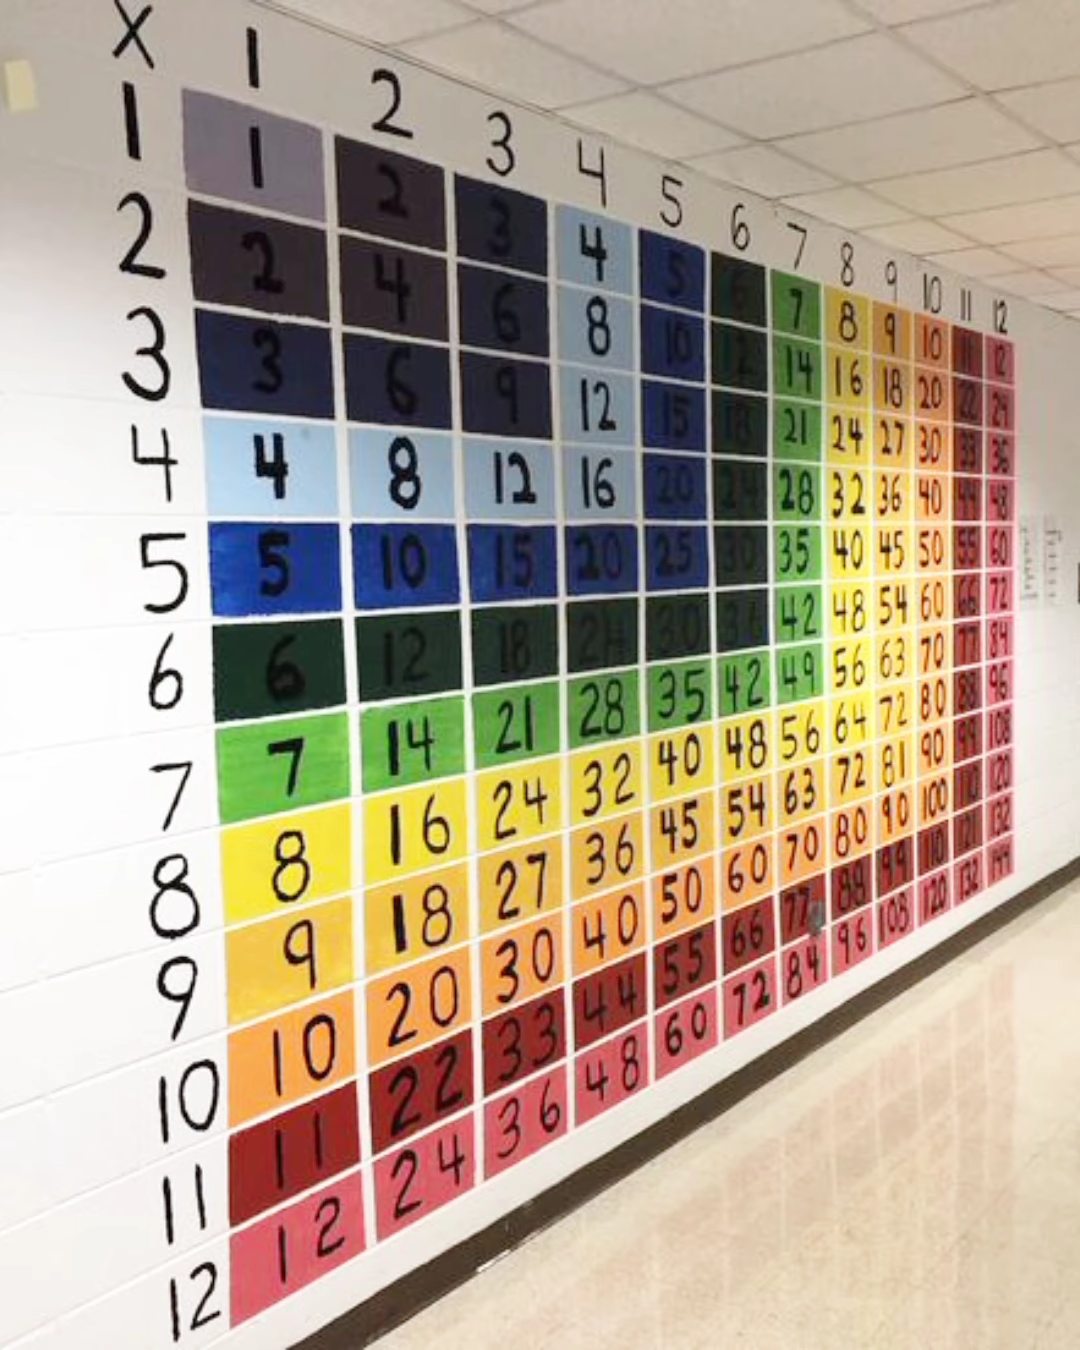 X 1 2 3 4 5 6 7 8 9 10 11 12
1 1 2 3 4 5 6 7 8 9 10 11 12
2 2 4 6 8 10 12 14 16 18 20 22 24
3 3 6 9 12 15 18 21 24 27 30 33 36
4 4 8 12 16 20 24 28 32 36 40 44 48
5 5 10 15 20 25 30 35 40 45 50 55 60
6 6 12 18 24 30 36 42 48 54 60 66 72
7 7 14 21 28 35 42 49 56 63 70 77 84
8 8 16 24 32 40 48 56 64 72 80 88 96
9 9 18 27 36 45 54 63 72 81 90 99 108
10 10 20 30 40 50 60 70 80 90 100 110 120
11 11 22 33 44 55 66 77 88 99 110 121 132
12 12 24 36 48 60 72 84 96 108 120 132 144